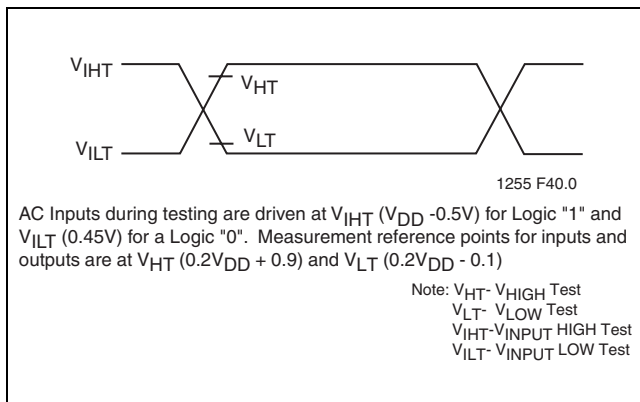 VIHT
VHT
VLT
VILT
1255 F40.0
AC Inputs during testing are driven at VIHT (VDD -0.5V) for Logic "1" and
VILT (0.45V) for a Logic "0". Measurement reference points for inputs and
outputs are at VHT (0.2VDD + 0.9) and VLT (0.2VDD - 0.1)
Note: VHT- VHIGH Test
VLT- VLOW Test
VIHT-VINPUT HIGH Test
VILT- VINPUT LOW Test